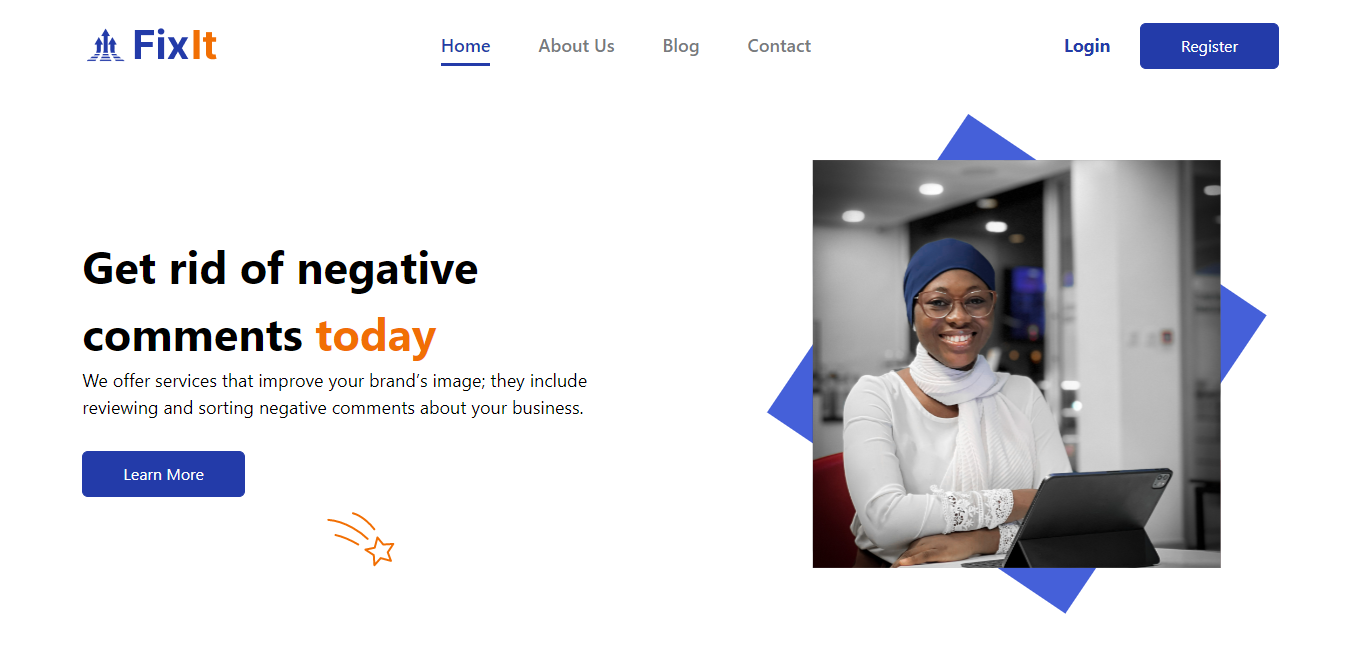 FixIt
Home
About Us
Blog
Contact
Login
Register
Get rid of negative
comments today
We offer services that improve your brand’s image; they include
reviewing and sorting negative comments about your business.
Learn More